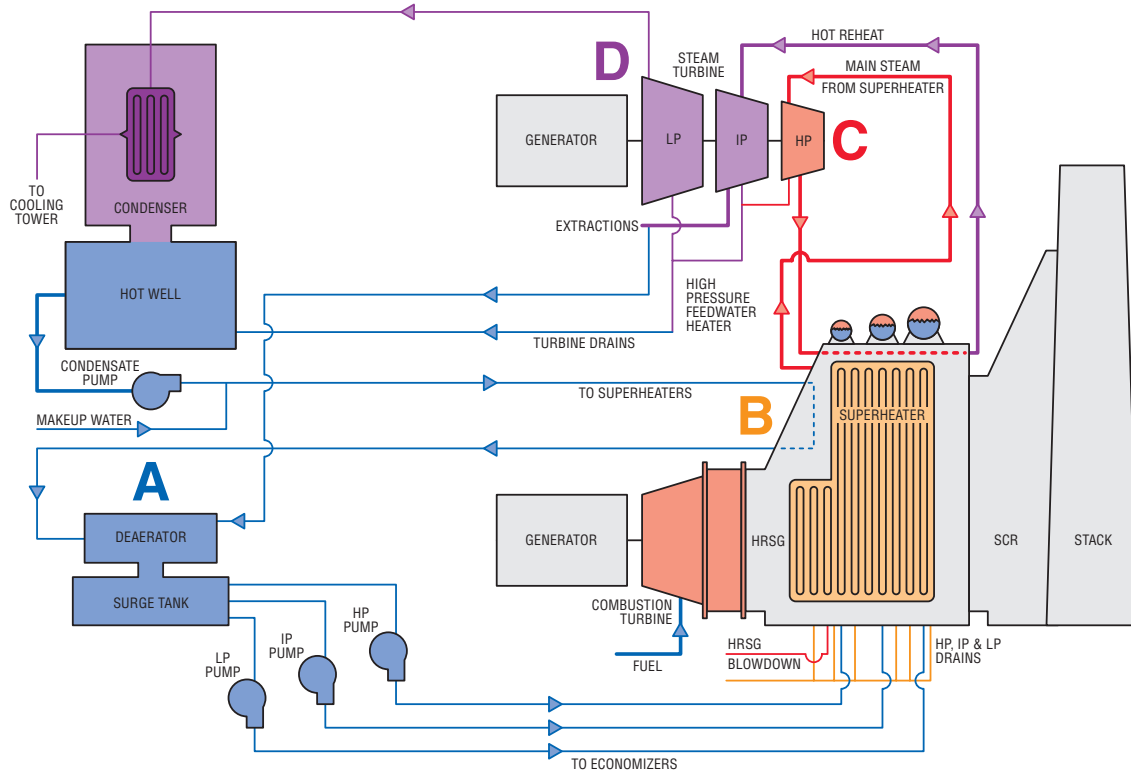 HOT REHEAT
D
STEAM
TURBINE
MAIN STEAM
FROM SUPERHEATER
GENERATOR
LP
IP
HP
C
TO
COOLING
TOWER
CONDENSER
EXTRACTIONS
HOT WELL
HIGH
PRESSURE
FEEDWATER
HEATER
TURBINE DRAINS
CONDENSATE
PUMP
TO SUPERHEATERS
MAKEUP WATER
B
SUPERHEATER
A
DEAERATOR
GENERATOR
HRSG
SCR
STACK
SURGE TANK
COMBUSTION
TURBINE
FUEL
HRSG
BLOWDOWN
HP, IP & LP
DRAINS
HP
PUMP
IP
PUMP
LP
PUMP
TO ECONOMIZERS